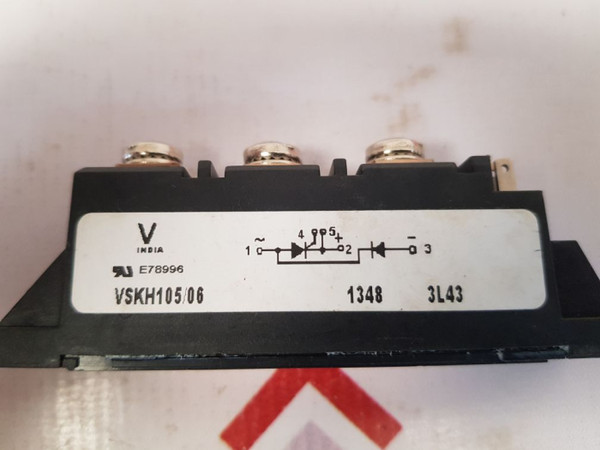 V
INDIA
E78996
1 ~ 4 5 + 2 - 3
VSKH105/06 1348 3L43